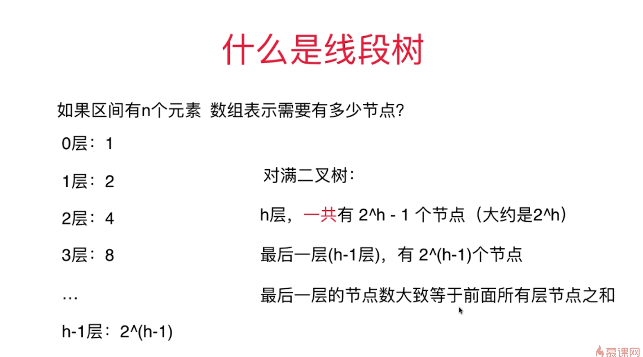 什么是线段树
如果区间有n个元素 数组表示需要有多少节点？
0层：1
1层：2
2层：4
3层：8
…
h-1层：2^(h-1)
对满二叉树：
h层，一共有 2^h - 1 个节点（大约是2^h）
最后一层(h-1层)，有 2^(h-1)个节点
最后一层的节点数大致等于前面所有层节点之和
慕课网